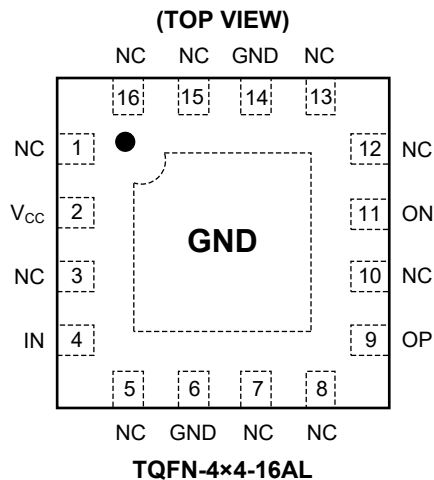 (TOP VIEW)
NC NC GND NC
16 15 14 13
NC 1 12 NC
VCC 2 11 ON
GND
NC 3 10 NC
IN 4 9 OP
5 6 7 8
NC GND NC NC
TQFN-4×4-16AL